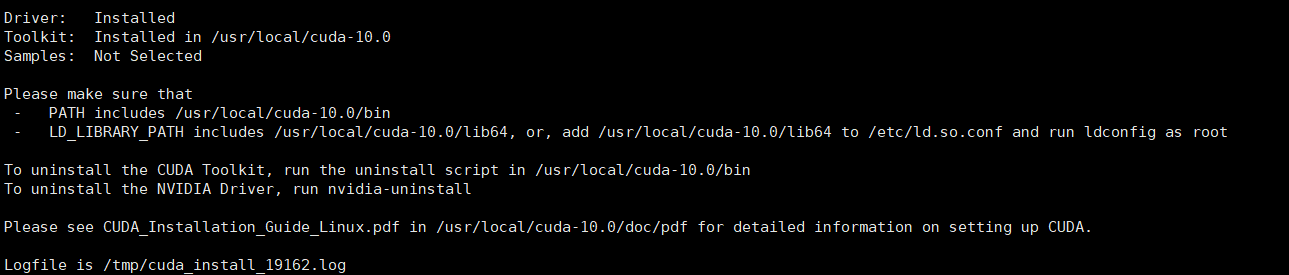 Driver:   Installed
Toolkit:  Installed in /usr/local/cuda-10.0
Samples:  Not Selected
Please make sure that
 -   PATH includes /usr/local/cuda-10.0/bin
 -   LD_LIBRARY_PATH includes /usr/local/cuda-10.0/lib64, or, add /usr/local/cuda-10.0/lib64 to /etc/ld.so.conf and run ldconfig as root
To uninstall the CUDA Toolkit, run the uninstall script in /usr/local/cuda-10.0/bin
To uninstall the NVIDIA Driver, run nvidia-uninstall
Please see CUDA_Installation_Guide_Linux.pdf in /usr/local/cuda-10.0/doc/pdf for detailed information on setting up CUDA.
Logfile is /tmp/cuda_install_19162.log